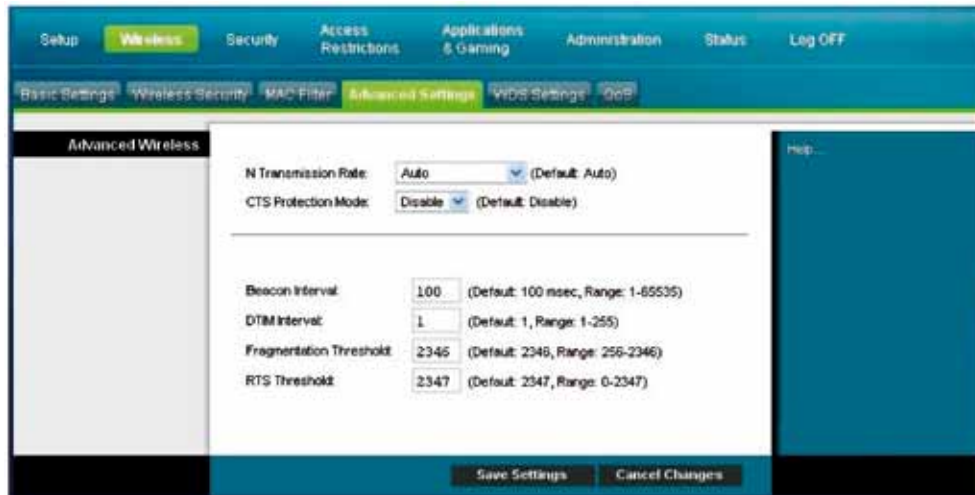 Setup Wireless Security Access Restrictions Applications & Gaming Administration Status Log OFF
Basic Settings Wireless Security MAC Filter Advanced Settings WDS Settings QoS
Advanced Wireless
Help...
N Transmission Rate: Auto (Default: Auto)
CTS Protection Mode: Disable (Default: Disable)
Beacon Interval: 100 (Default: 100 msec, Range: 1-65535)
DTIM Interval: 1 (Default: 1, Range: 1-255)
Fragmentation Threshold: 2346 (Default: 2346, Range: 256-2346)
RTS Threshold: 2347 (Default: 2347, Range: 0-2347)
Save Settings Cancel Changes